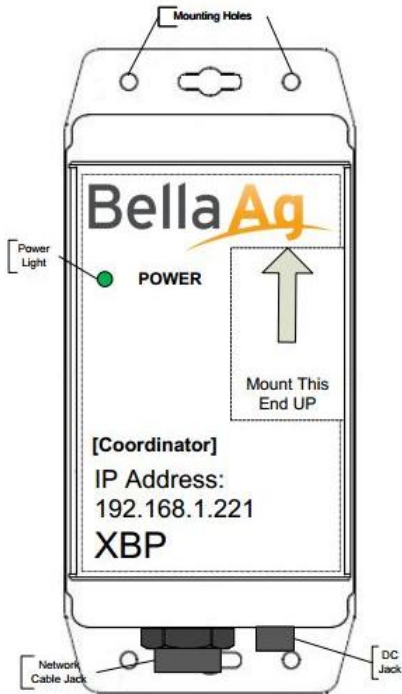 Mounting Holes
BellaAg
Power
Light
POWER
Mount This
End UP
[Coordinator]
IP Address:
192.168.1.221
XBP
Network
Cable Jack
DC
Jack